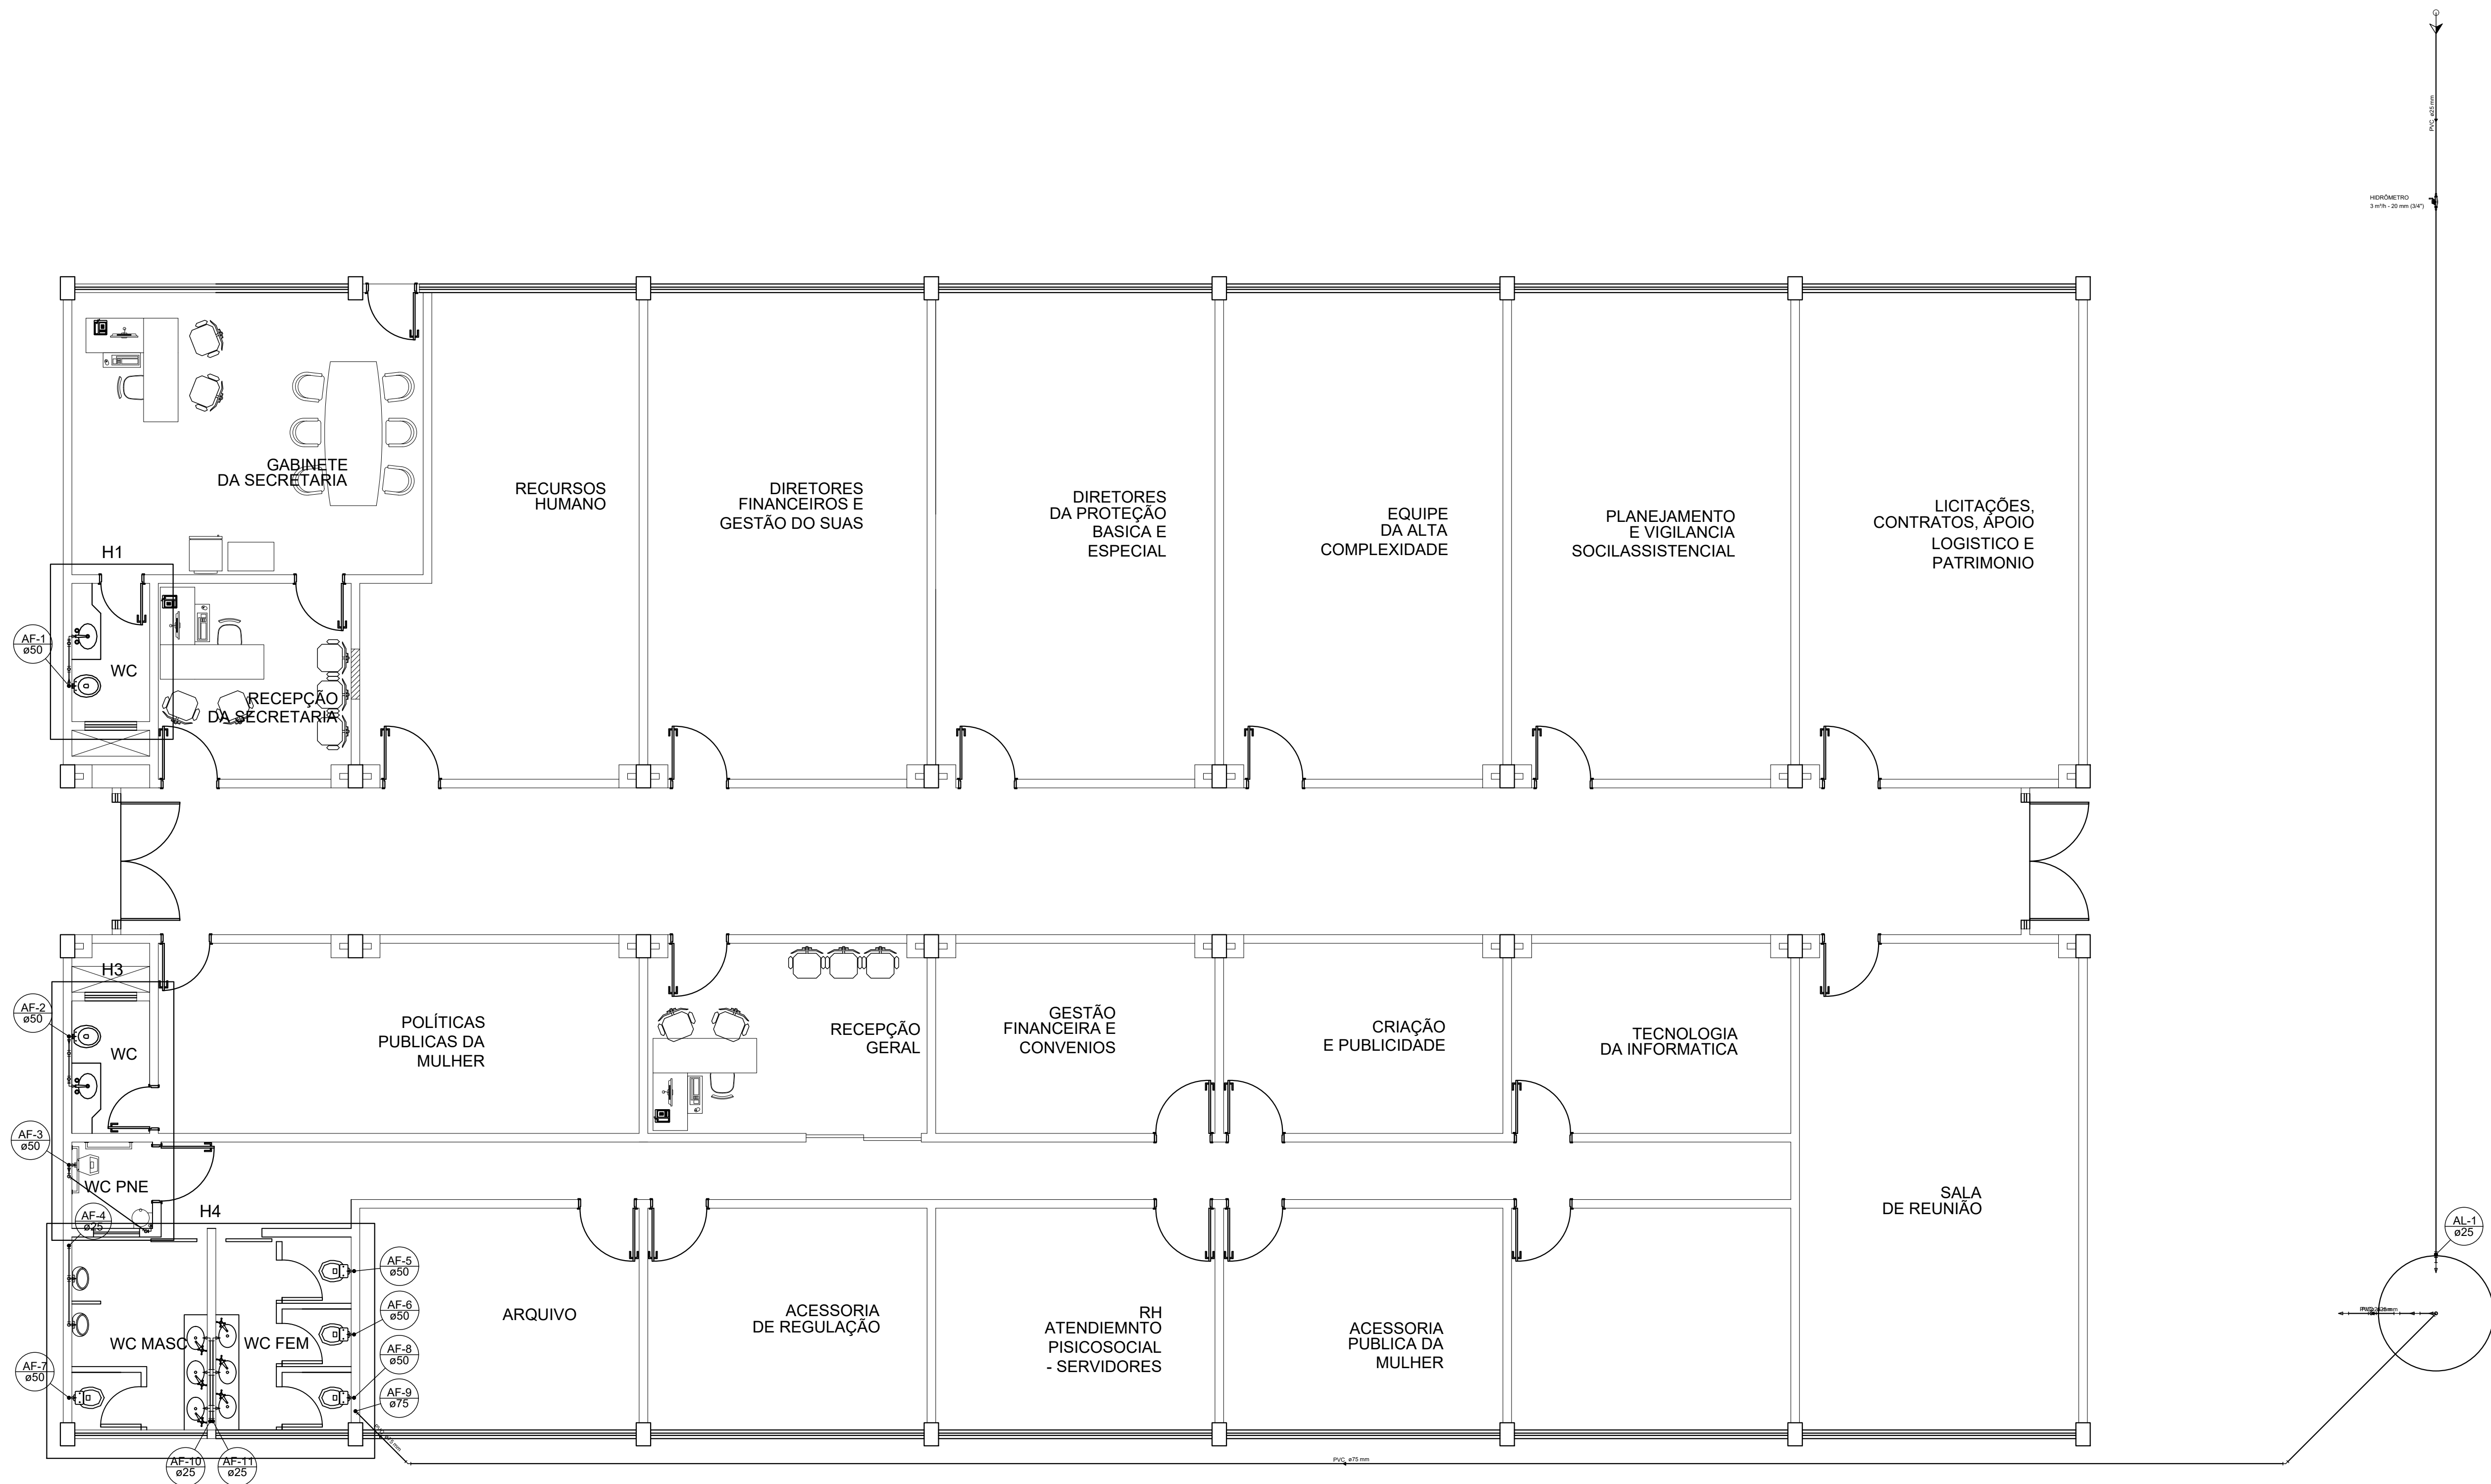 PVC ø25 mm
HIDRÔMETRO
3 m³/h - 20 mm (3/4")
GABINETE
DA SECRETARIA
RECURSOS
HUMANO
DIRETORES
FINANCEIROS E
GESTÃO DO SUAS
DIRETORES
DA PROTEÇÃO
BASICA E
ESPECIAL
EQUIPE
DA ALTA
COMPLEXIDADE
PLANEJAMENTO
E VIGILANCIA
SOCILASSISTENCIAL
LICITAÇÕES,
CONTRATOS, APOIO
LOGISTICO E
PATRIMONIO
H1
AF-1
ø50
WC
RECEPÇÃO
DA SECRETARIA
H3
AF-2
ø50
WC
POLÍTICAS
PUBLICAS DA
MULHER
RECEPÇÃO
GERAL
GESTÃO
FINANCEIRA E
CONVENIOS
CRIAÇÃO
E PUBLICIDADE
TECNOLOGIA
DA INFORMATICA
AF-3
ø50
WC PNE
AF-4
ø25
H4
SALA
DE REUNIÃO
AL-1
ø25
AF-5
ø50
AF-6
ø50
WC MASC
WC FEM
AF-8
ø50
AF-7
ø50
AF-9
ø75
ARQUIVO
ACESSORIA
DE REGULAÇÃO
RH
ATENDIEMNTO
PISICOSOCIAL
- SERVIDORES
ACESSORIA
PUBLICA DA
MULHER
PVC ø75 mm
AF-10
ø25
AF-11
ø25
PVC ø75 mm